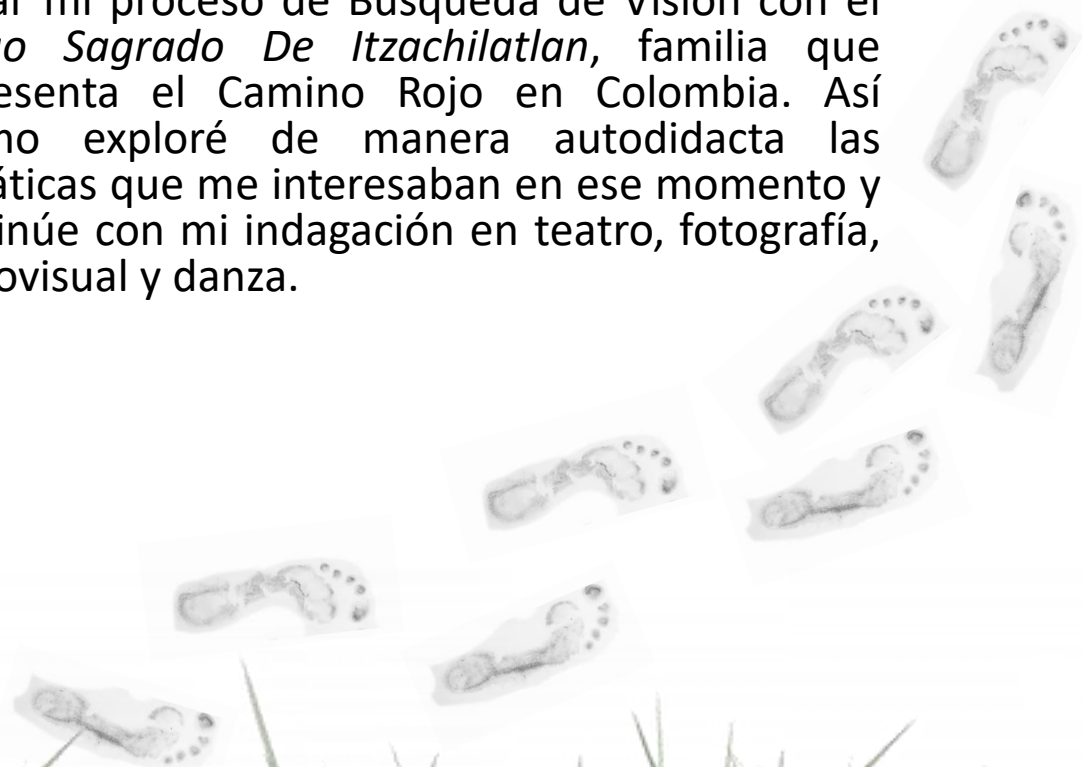 ar mi proceso de Búsqueda de Visión con el
o Sagrado De Itzachilatlan, familia que
esenta el Camino Rojo en Colombia. Así
no exploré de manera autodidacta las
áticas que me interesaban en ese momento y
inúe con mi indagación en teatro, fotografía,
ovisual y danza.